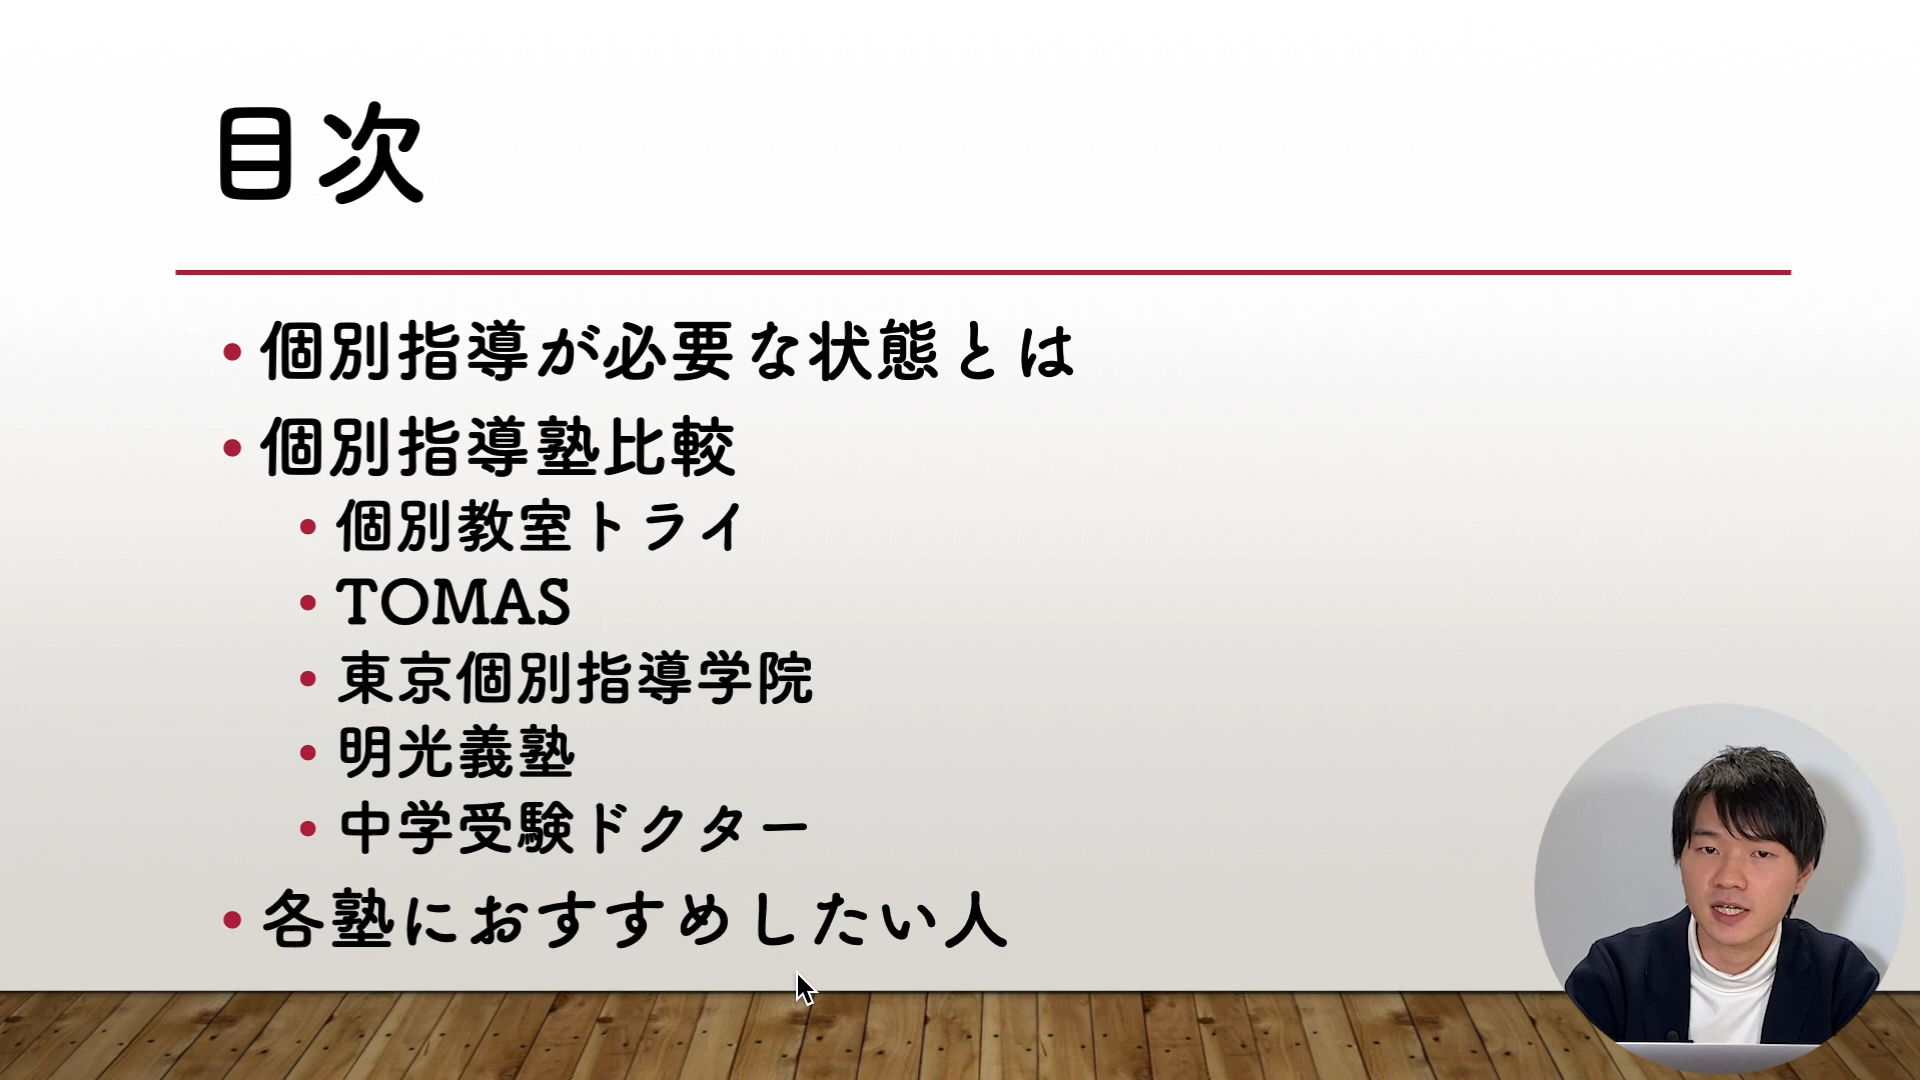 目次
• 個別指導が必要な状態とは
• 個別指導塾比較
• 個別教室トライ
• TOMAS
• 東京個別指導学院
• 明光義塾
• 中学受験ドクター
• 各塾におすすめしたい人